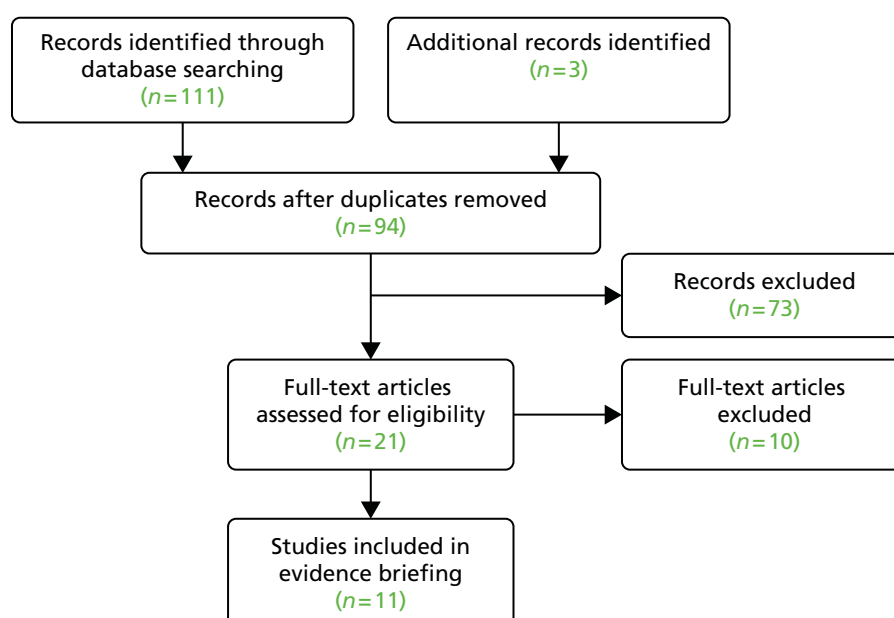 Records identified through
database searching
(n=111)
Additional records identified
(n=3)
Records after duplicates removed
(n=94)
Records excluded
(n=73)
Full-text articles
assessed for eligibility
(n=21)
Full-text articles
excluded
(n=10)
Studies included in
evidence briefing
(n=11)